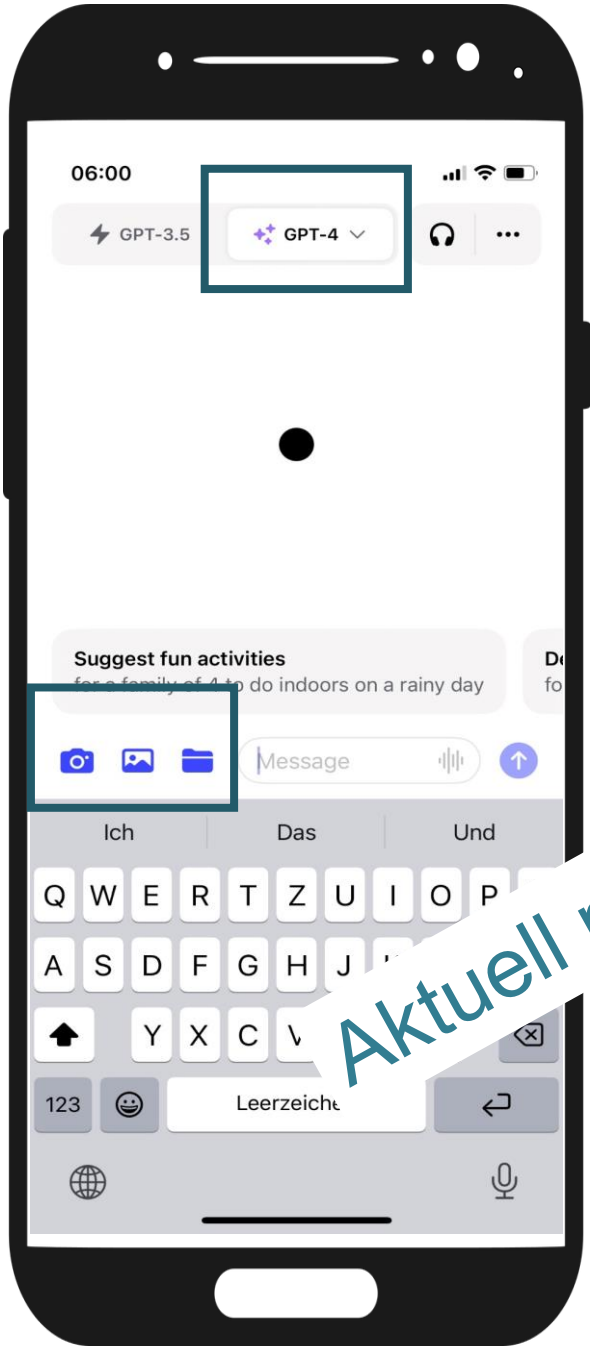 06:00
GPT-3.5 GPT-4
Suggest fun activities
for a family of 4 to do indoors on a rainy day
Message
Ich Das Und
Q W E R T Z U I O P
A S D F G H J
Y X C
123 Leerzeichen
Aktuell